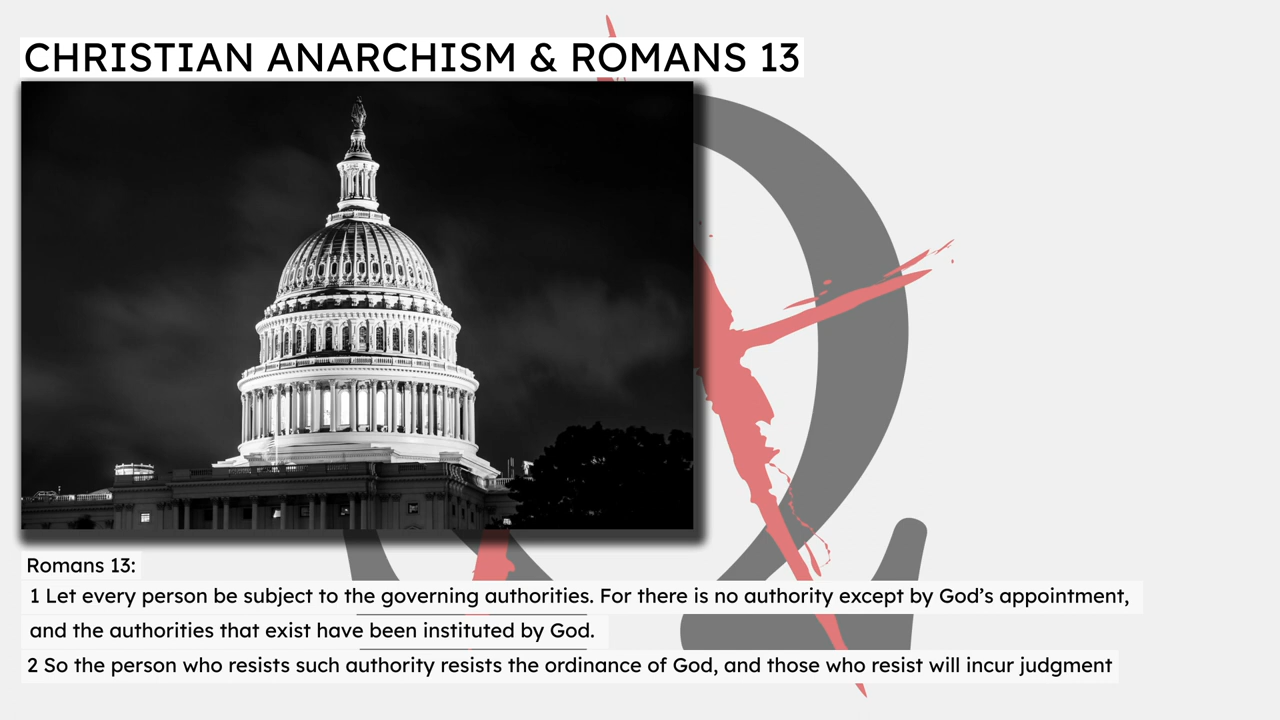 CHRISTIAN ANARCHISM & ROMANS 13
Romans 13:
1 Let every person be subject to the governing authorities. For there is no authority except by God’s appointment,
and the authorities that exist have been instituted by God.
2 So the person who resists such authority resists the ordinance of God, and those who resist will incur judgment